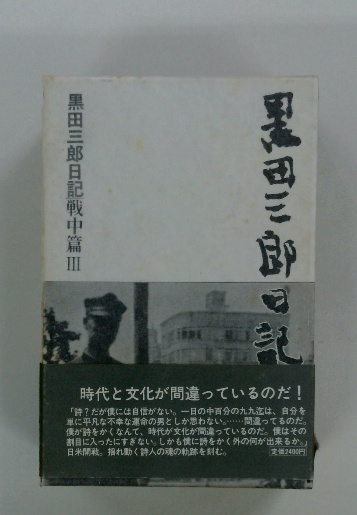 黒田三郎日記
黒田三郎日記戦中篇III
時代と文化が間違っているのだ！
「詩？だが僕には自信がない。一日の中百分の九九迄は、自分を
単に平凡な不幸な運命の男としか思わない。……間違ってるのだ。
僕が詩をかくなんて、時代が文化が間違っているのだ。僕はその
割目に入ったにすぎない。しかも僕に詩をかく外の何が出来るか。」
日米開戦。揺れ動く詩人の魂の軌跡を刻む。
定価2400円